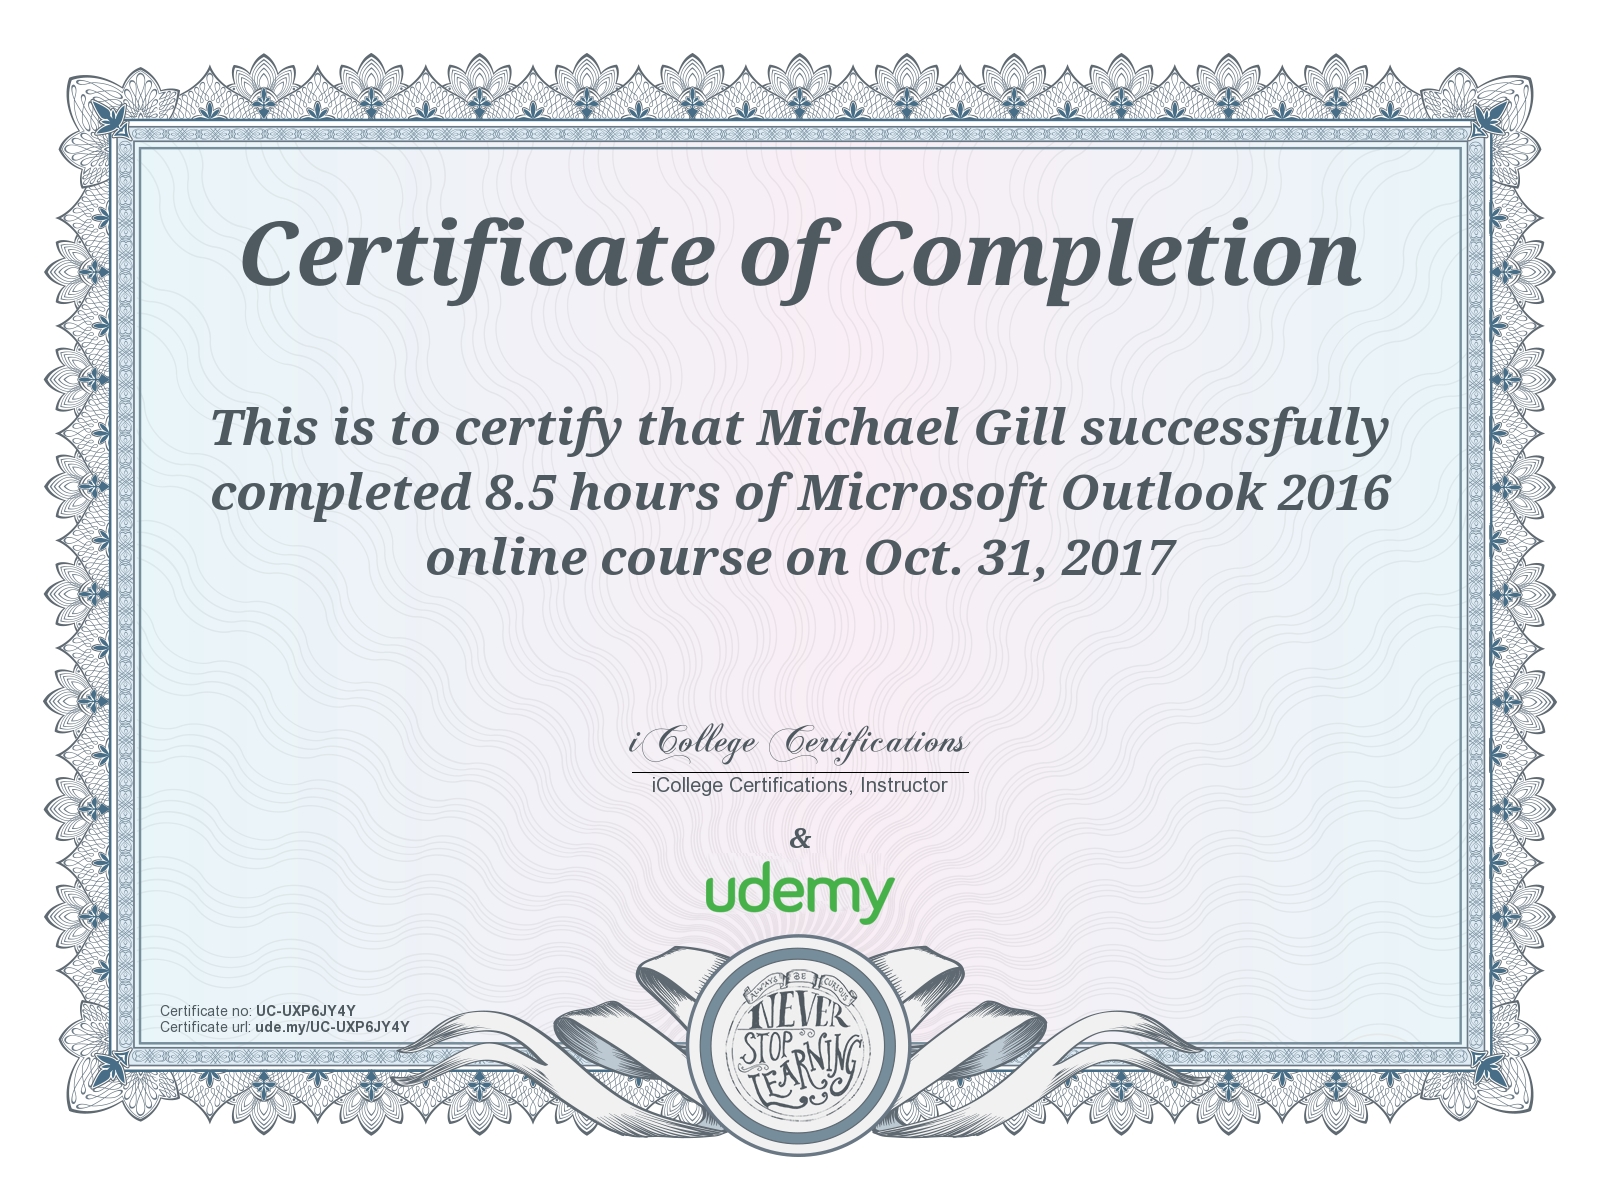 Certificate of Completion
This is to certify that Michael Gill successfully
completed 8.5 hours of Microsoft Outlook 2016
online course on Oct. 31, 2017
i College Certifications
iCollege Certifications, Instructor
&
udemy
Certificate no: UC-UXP6JY4Y
Certificate url: ude.my/UC-UXP6JY4Y
ALWAYS BE CURIOUS
NEVER
STOP
LEARNING